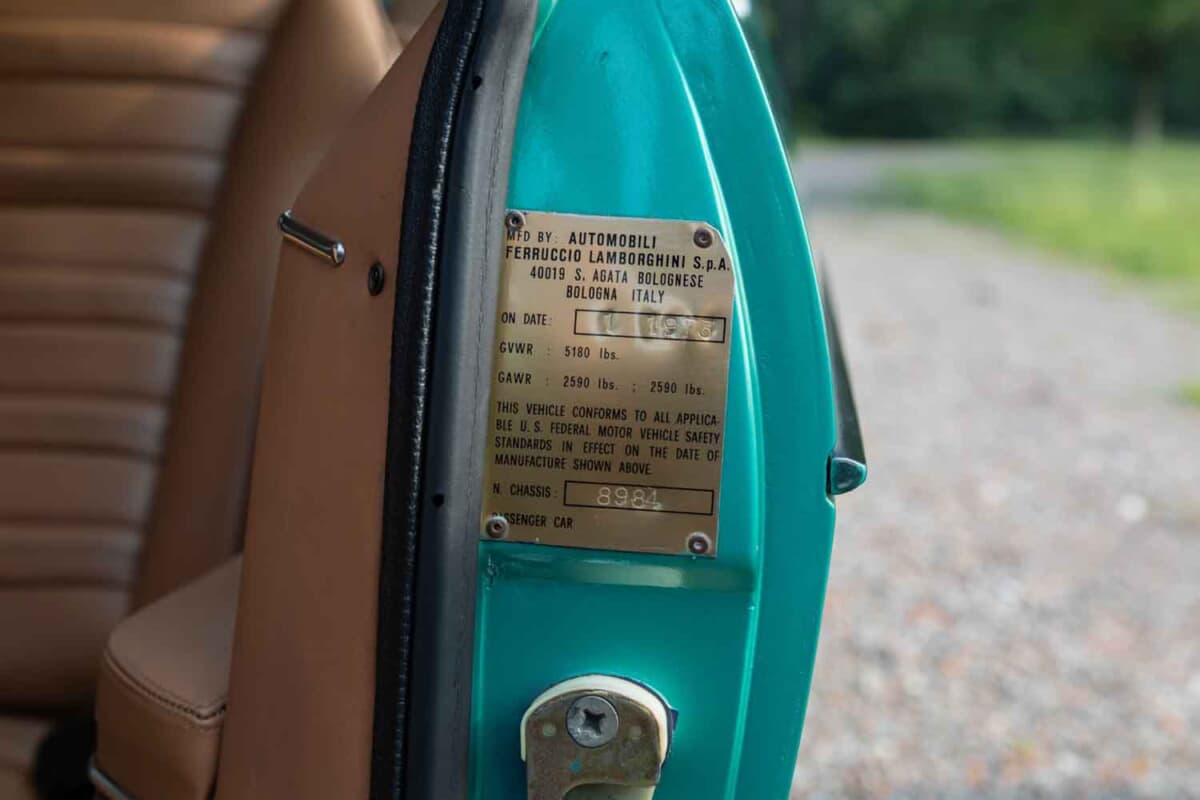 MFD BY: AUTOMOBILI
FERRUCCIO LAMBORGHINI S.p.A.
40019 S. AGATA BOLOGNESE
BOLOGNA ITALY
ON DATE: 1 1973
GVWR : 5180 lbs.
GAWR : 2590 lbs. ; 2590 lbs.
THIS VEHICLE CONFORMS TO ALL APPLICA-
BLE U.S. FEDERAL MOTOR VEHICLE SAFETY
STANDARDS IN EFFECT ON THE DATE OF
MANUFACTURE SHOWN ABOVE.
N. CHASSIS: 8984
PASSENGER CAR